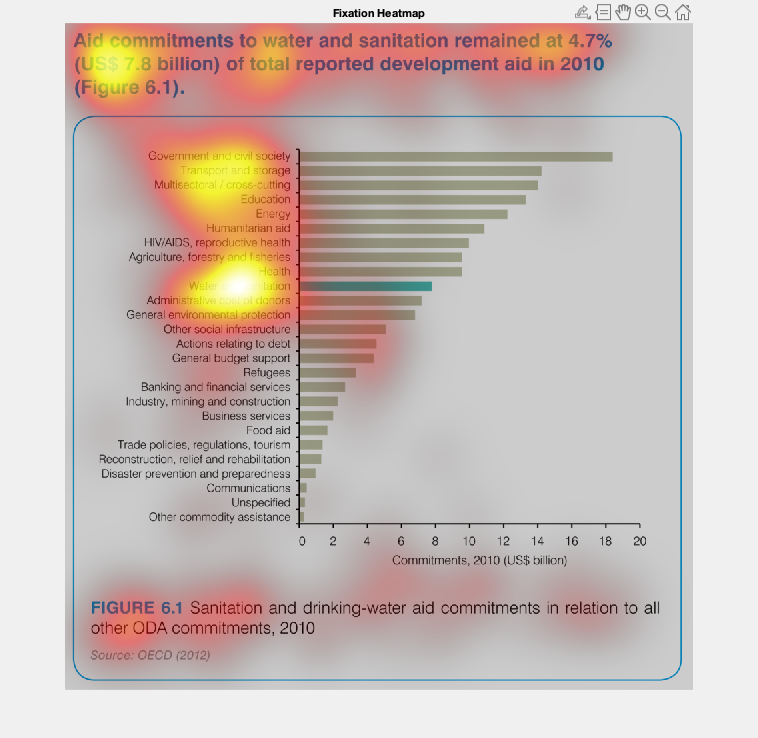 Fixation Heatmap
Aid commitments to water and sanitation remained at 4.7%
(US$ 7.8 billion) of total reported development aid in 2010
(Figure 6.1).
Government and civil society
Transport and storage
Multisectoral / cross-cutting
Education
Energy
Humanitarian aid
HIV/AIDS, reproductive health
Agriculture, forestry and fisheries
Health
Administrative cost of donors
General environmental protection
Other social infrastructure
Actions relating to debt
General budget support
Refugees
Banking and financial services
Industry, mining and construction
Business services
Food aid
Trade policies, regulations, tourism
Reconstruction, relief and rehabilitation
Disaster prevention and preparedness
Communications
Unspecified
Other commodity assistance
0 2 4 6 8 10 12 14 16 18 20
Commitments, 2010 (US$ billion)
FIGURE 6.1 Sanitation and drinking-water aid commitments in relation to all
other ODA commitments, 2010
Source: OECD (2012)